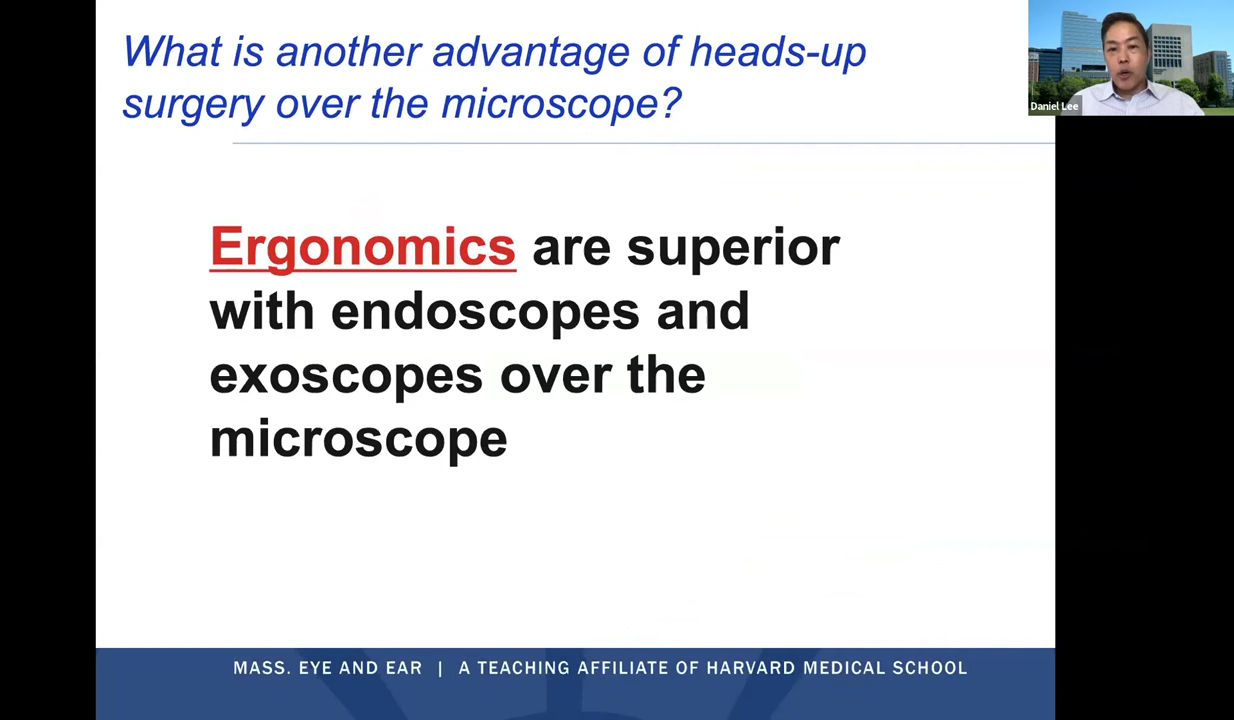 What is another advantage of heads-up
surgery over the microscope?
Daniel Lee
Ergonomics are superior
with endoscopes and
exoscopes over the
microscope
MASS. EYE AND EAR | A TEACHING AFFILIATE OF HARVARD MEDICAL SCHOOL